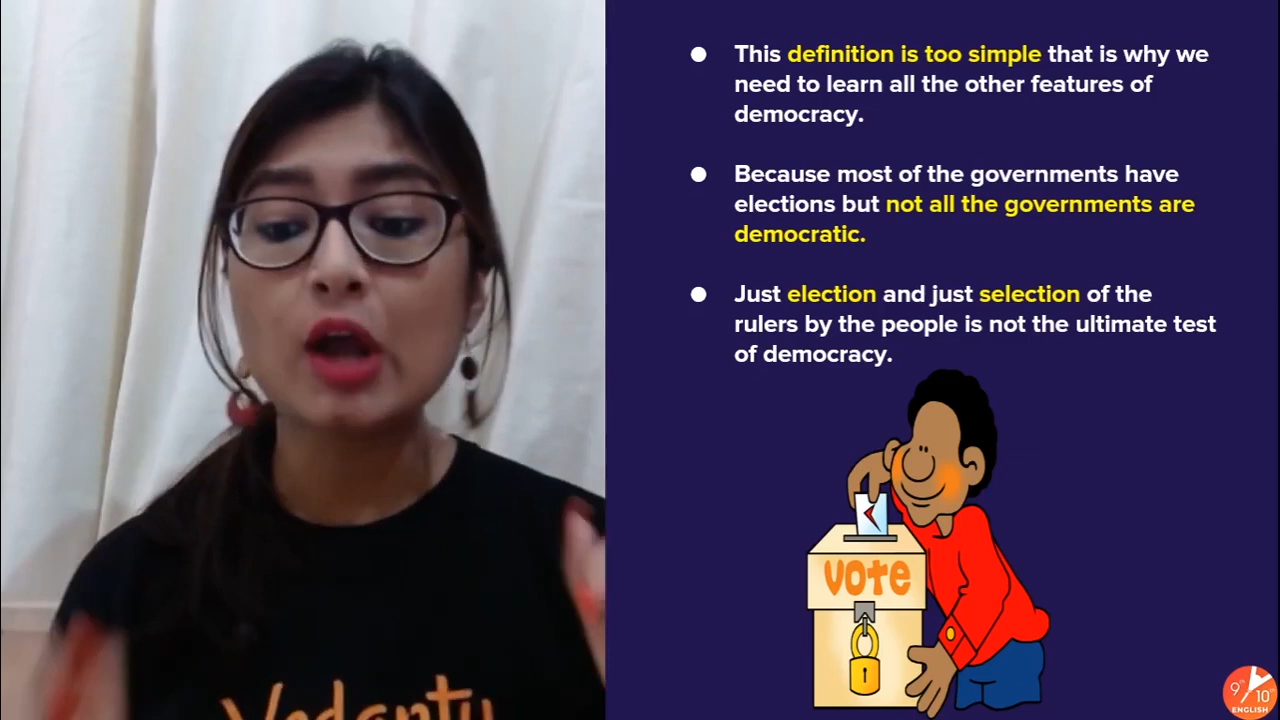 This definition is too simple that is why we
need to learn all the other features of
democracy.
Because most of the governments have
elections but not all the governments are
democratic.
Just election and just selection of the
rulers by the people is not the ultimate test
of democracy.
VOTE
9th
10th
ENGLISH